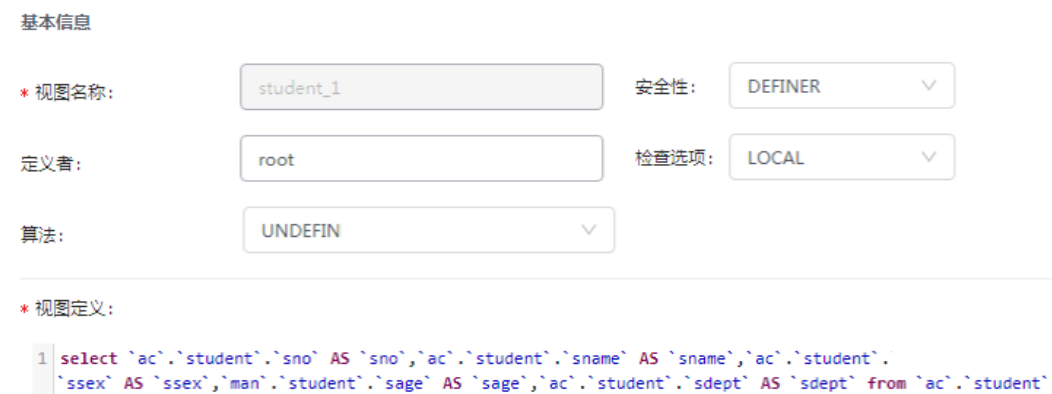 基本信息
* 视图名称: student_1 安全性: DEFINER
定义者: root 检查选项: LOCAL
算法: UNDEFIN
* 视图定义:
1 select `ac`.`student`.`sno` AS `sno`,`ac`.`student`.`sname` AS `sname`,`ac`.`student`.
`ssex` AS `ssex`,`man`.`student`.`sage` AS `sage`,`ac`.`student`.`sdept` AS `sdept` from `ac`.`student`